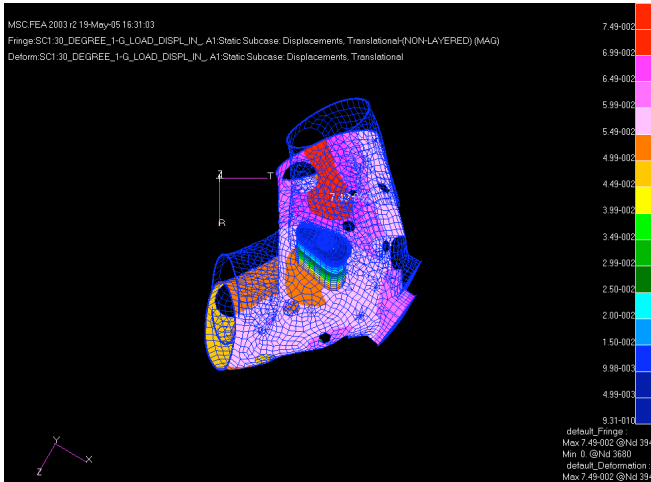 MSC.FEA 2003 r2 19-May-05 16:31:03
Fringe:SC1:30_DEGREE_1-G_LOAD_DISPL_IN_, A1:Static Subcase: Displacements, Translational-(NON-LAYERED) (MAG)
Deform:SC1:30_DEGREE_1-G_LOAD_DISPL_IN_, A1:Static Subcase: Displacements, Translational
7.49-002
6.99-002
6.49-002
5.99-002
5.49-002
4.99-002
4.49-002
3.99-002
3.49-002
2.99-002
2.50-002
2.00-002
1.50-002
9.98-003
4.99-003
9.31-010
Z
T
R
default_Fringe :
Max 7.49-002 @Nd 394
Min 0. @Nd 3680
default_Deformation :
Max 7.49-002 @Nd 394
Y
X
Z